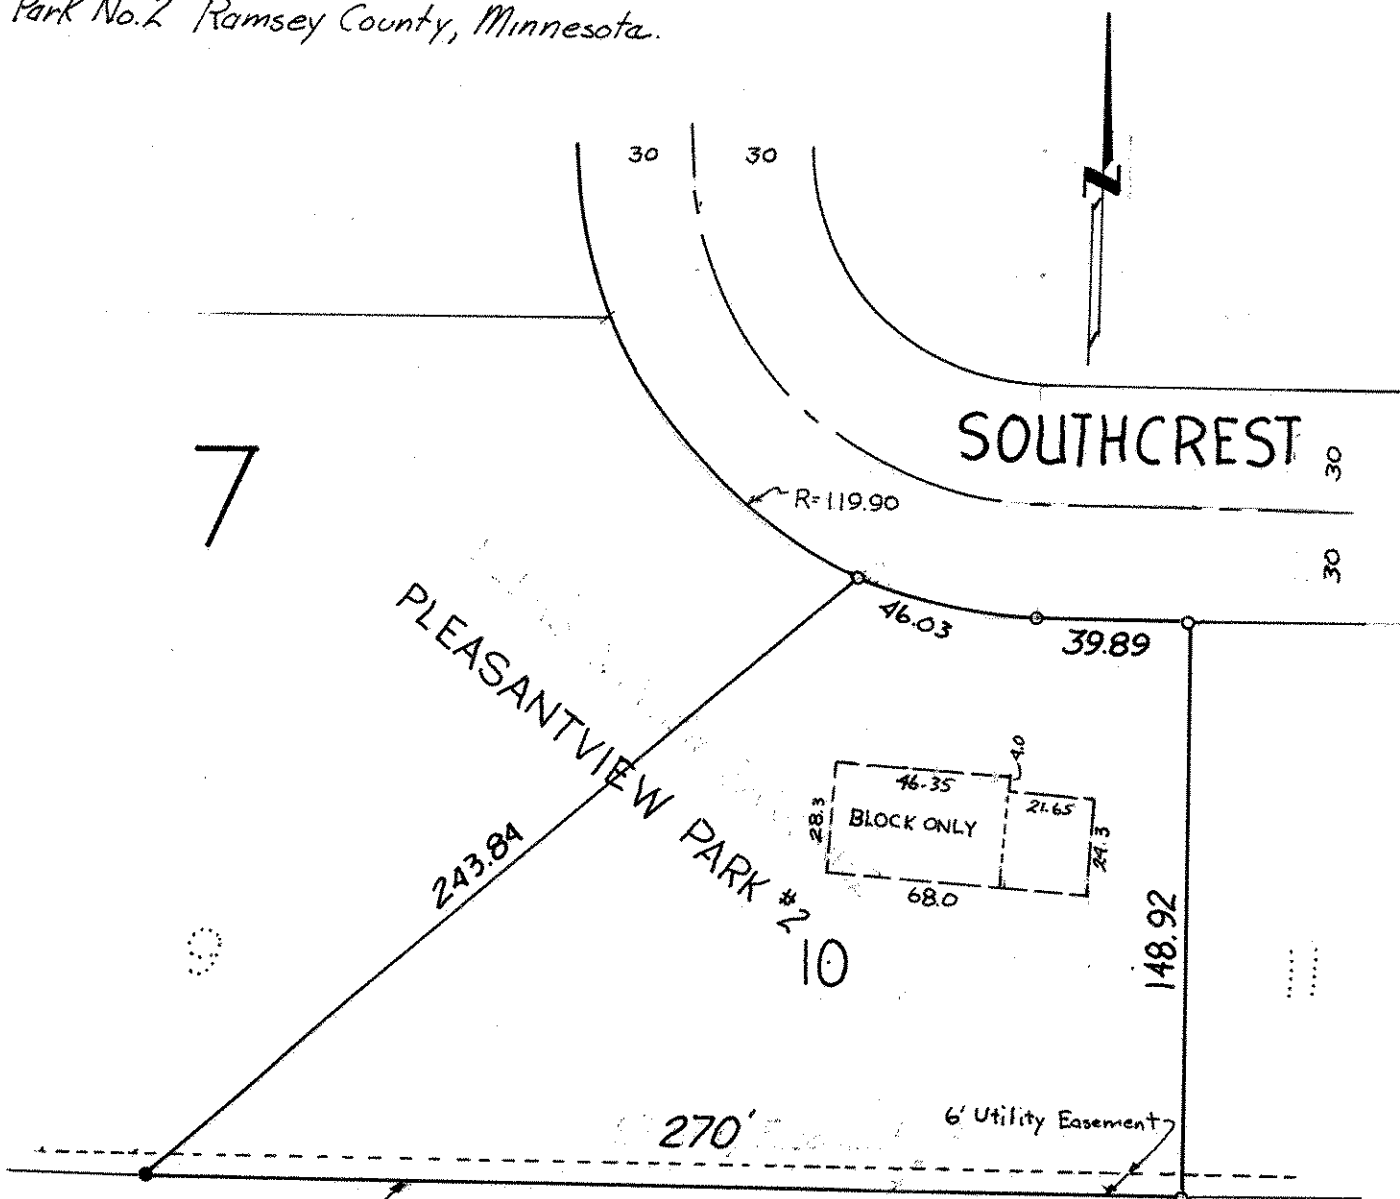 Park No.2 Ramsey County, Minnesota.
30
30
N
SOUTHCREST
30
30
R=119.90
7
46.03
39.89
PLEASANTVIEW PARK #2
4.0
46.35
21.65
28.3
BLOCK ONLY
24.3
68.0
243.84
148.92
9
10
11
270'
6' Utility Easement